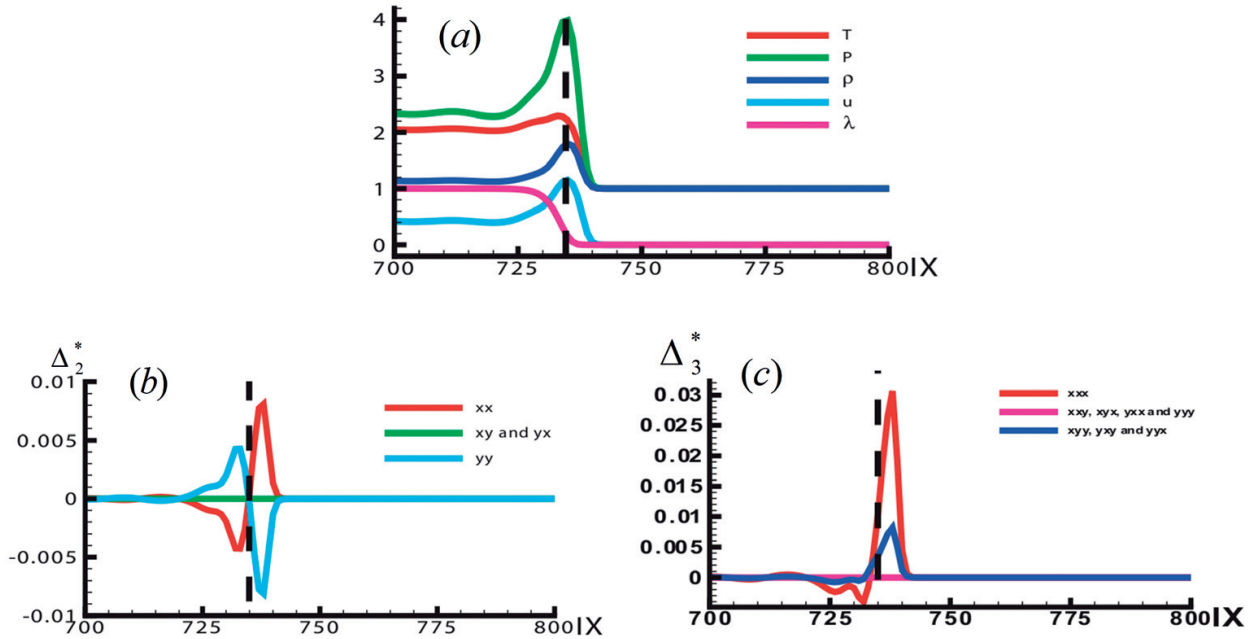 (a)
4
3
2
1
0
700 725 750 775 800 IX
T
P
ρ
u
λ
Δ*2
(b)
0.01
0.005
0
-0.005
-0.01
700 725 750 775 800 IX
xx
xy and yx
yy
Δ*3
(c)
0.03
0.025
0.02
0.015
0.01
0.005
0
700 725 750 775 800 IX
xxx
xxy, xyx, yxx and yyy
xyy, yxy and yyx